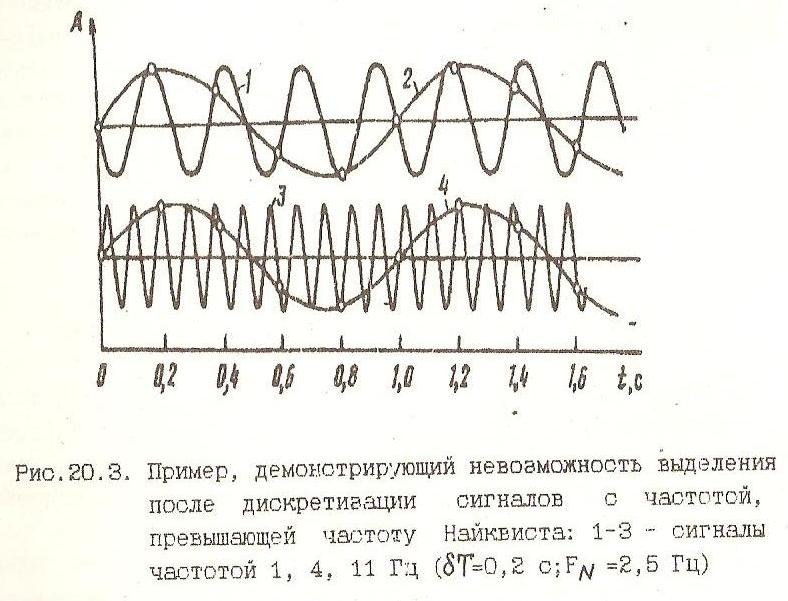 A
1
2
3
4
0 0,2 0,4 0,6 0,8 1,0 1,2 1,4 1,6 t,c
Рис.20.3. Пример, демонстрирующий невозможность выделения
после дискретизации сигналов с частотой,
превышающей частоту Найквиста: 1-3 - сигналы
частотой 1, 4, 11 Гц (δT=0,2 с;FN =2,5 Гц)